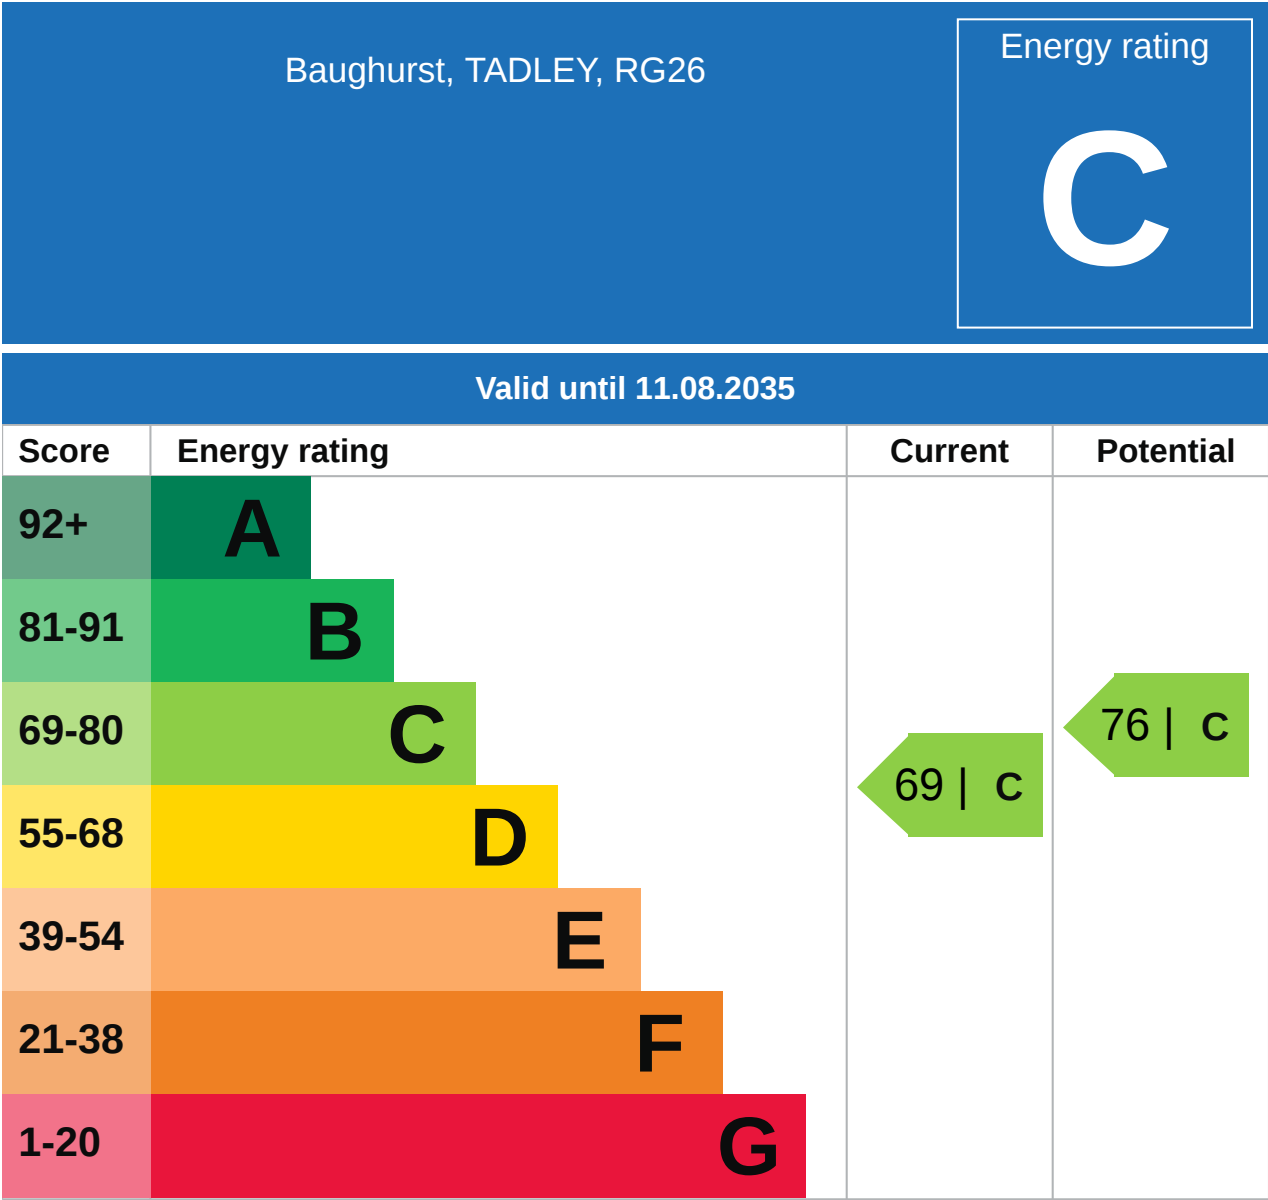 Baughurst, TADLEY, RG26
Energy rating
C
Valid until 11.08.2035
Score Energy rating Current Potential
92+ A
81-91 B
69-80 C
76 | C
69 | C
55-68 D
39-54 E
21-38 F
1-20 G